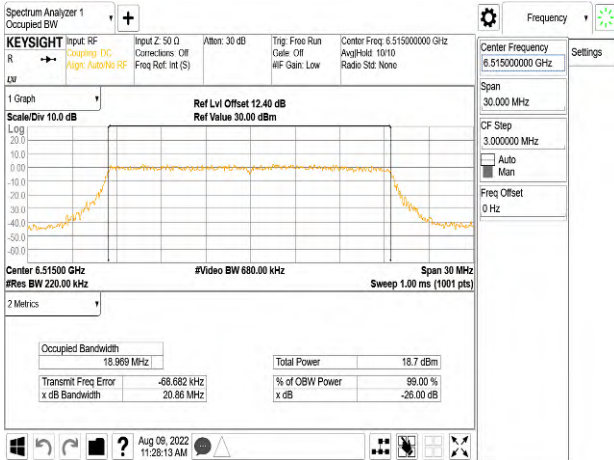 Spectrum Analyzer 1
Occupied BW
Frequency
KEYSIGHT
R
Input: RF
Coupling: DC
Align: Auto/No RF
Input Z: 50 Ω
Corrections: Off
Freq Ref: Int (S)
Atten: 30 dB
Trig: Free Run
Gate: Off
#IF Gain: Low
Center Freq: 6.515000000 GHz
Avg|Hold: 10/10
Radio Std: None
1 Graph
Scale/Div 10.0 dB
Ref Lvl Offset 12.40 dB
Ref Value 30.00 dBm
Log
20.0
10.0
0.00
-10.0
-20.0
-30.0
-40.0
-50.0
-60.0
Center 6.51500 GHz
#Res BW 220.00 kHz
#Video BW 680.00 kHz
Span 30 MHz
Sweep 1.00 ms (1001 pts)
2 Metrics
Occupied Bandwidth
18.969 MHz
Transmit Freq Error -68.682 kHz
x dB Bandwidth 20.86 MHz
Total Power 18.7 dBm
% of OBW Power 99.00 %
x dB -26.00 dB
Aug 09, 2022
11:28:13 AM
Center Frequency
6.515000000 GHz
Span
30.000 MHz
CF Step
3.000000 MHz
Auto
Man
Freq Offset
0 Hz
Settings